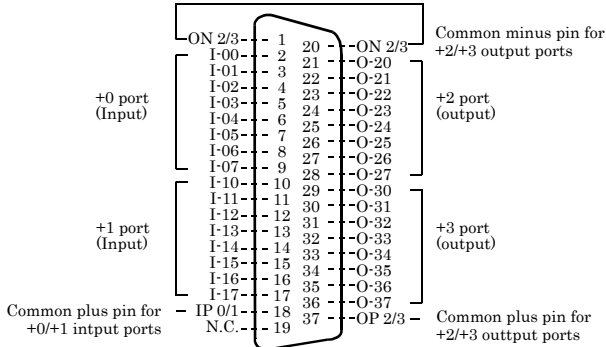 ON 2/3 1
I-00 2
I-01 3
I-02 4
I-03 5
I-04 6
I-05 7
I-06 8
I-07 9
I-10 10
I-11 11
I-12 12
I-13 13
I-14 14
I-15 15
I-16 16
I-17 17
IP 0/1 18
N.C. 19
+0 port
(Input)
+1 port
(Input)
Common plus pin for
+0/+1 intput ports
20 ON 2/3
21 O-20
22 O-21
23 O-22
24 O-23
25 O-24
26 O-25
27 O-26
28 O-27
29 O-30
30 O-31
31 O-32
32 O-33
33 O-34
34 O-35
35 O-36
36 O-37
37 OP 2/3
Common minus pin for
+2/+3 output ports
+2 port
(output)
+3 port
(output)
Common plus pin for
+2/+3 outtput ports